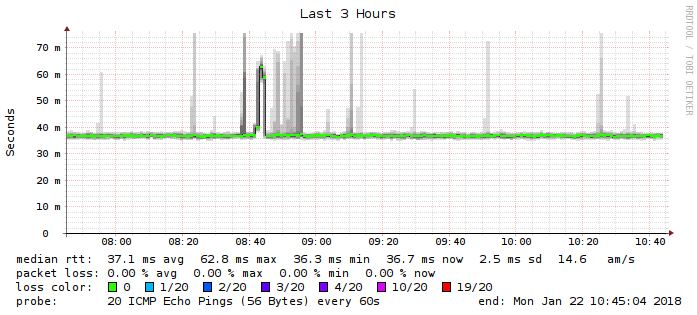 Last 3 Hours
RRDTOOL / TOBI OETIKER
Seconds
70 m
60 m
50 m
40 m
30 m
20 m
10 m
0
08:00 08:20 08:40 09:00 09:20 09:40 10:00 10:20 10:40
median rtt: 37.1 ms avg 62.8 ms max 36.3 ms min 36.7 ms now 2.5 ms sd 14.6 am/s
packet loss: 0.00 % avg 0.00 % max 0.00 % min 0.00 % now
loss color: 0 1/20 2/20 3/20 4/20 10/20 19/20
probe: 20 ICMP Echo Pings (56 Bytes) every 60s end: Mon Jan 22 10:45:04 2018